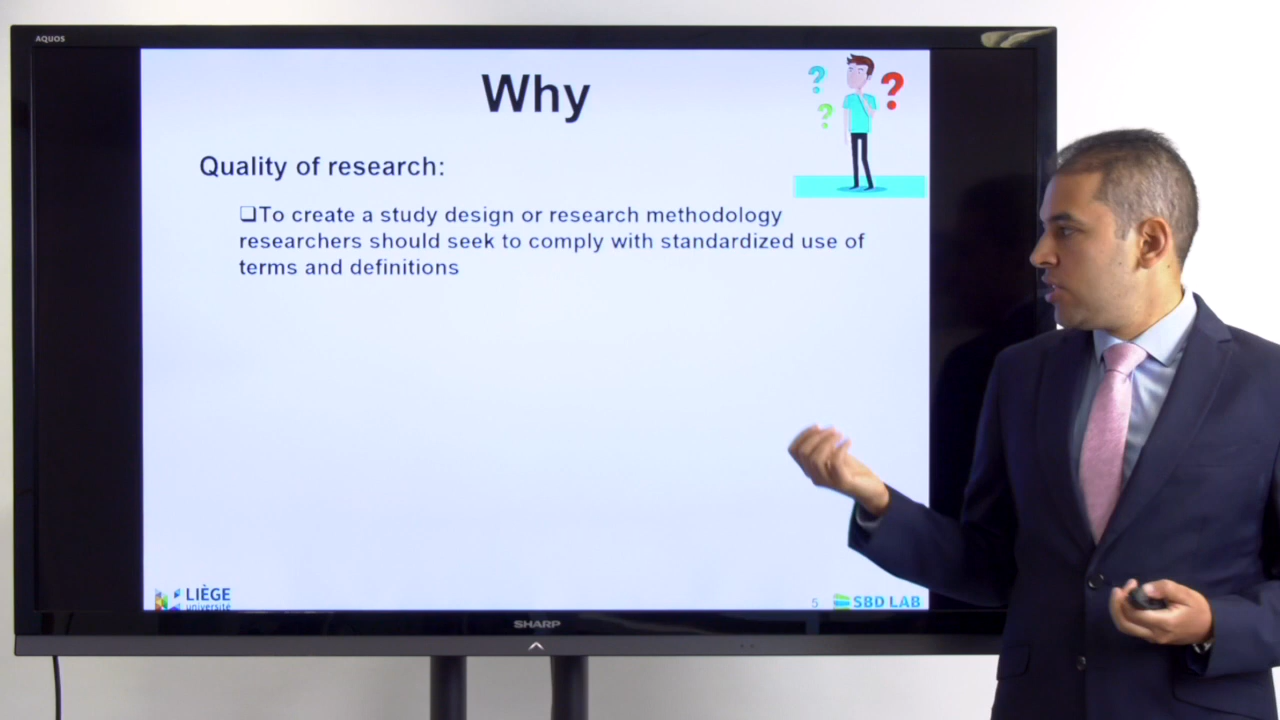 AQUOS
Why
? ? ?
Quality of research:
❑To create a study design or research methodology
researchers should seek to comply with standardized use of
terms and definitions
LIÈGE
université
5
SBD LAB
SHARP